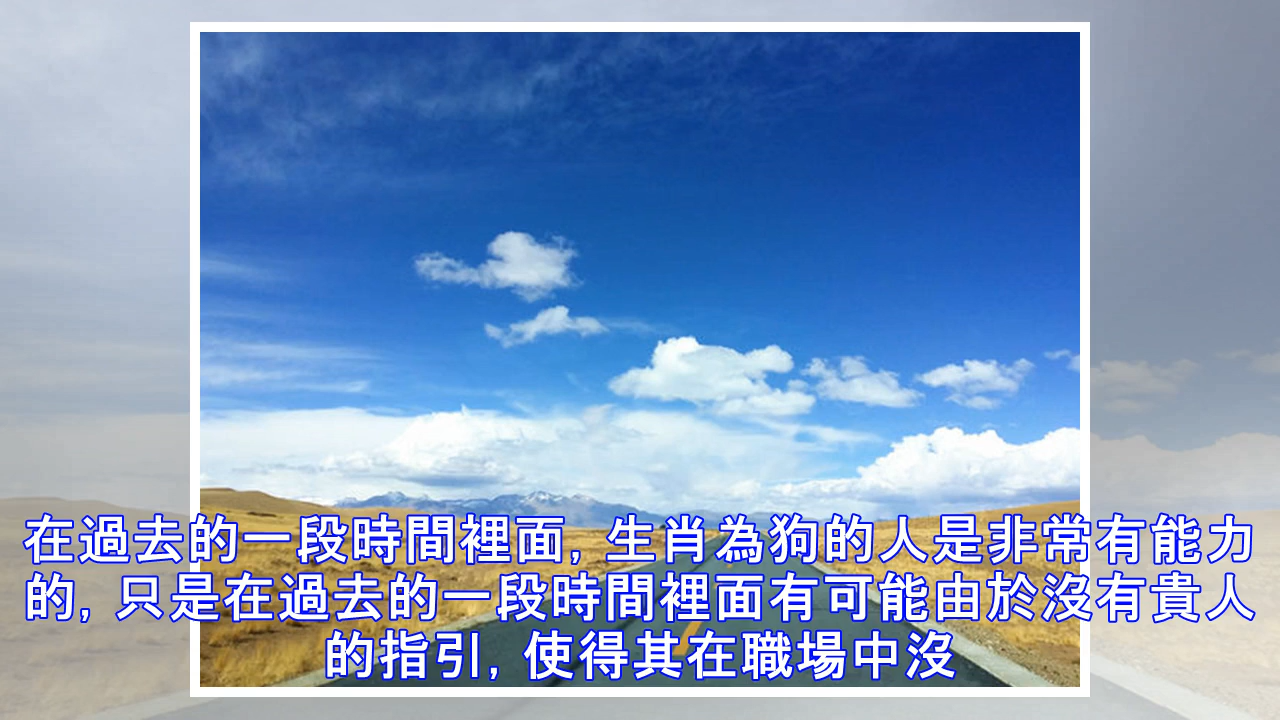 在過去的一段時間裡面, 生肖為狗的人是非常有能力
的, 只是在過去的一段時間裡面有可能由於沒有貴人
的指引, 使得其在職場中沒